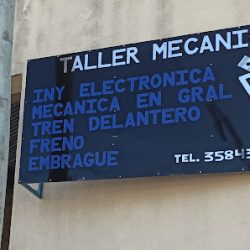 TALLER MECANI
INY ELECTRONICA
MECANICA EN GRAL
TREN DELANTERO
FRENO
EMBRAGUE
TEL. 35843